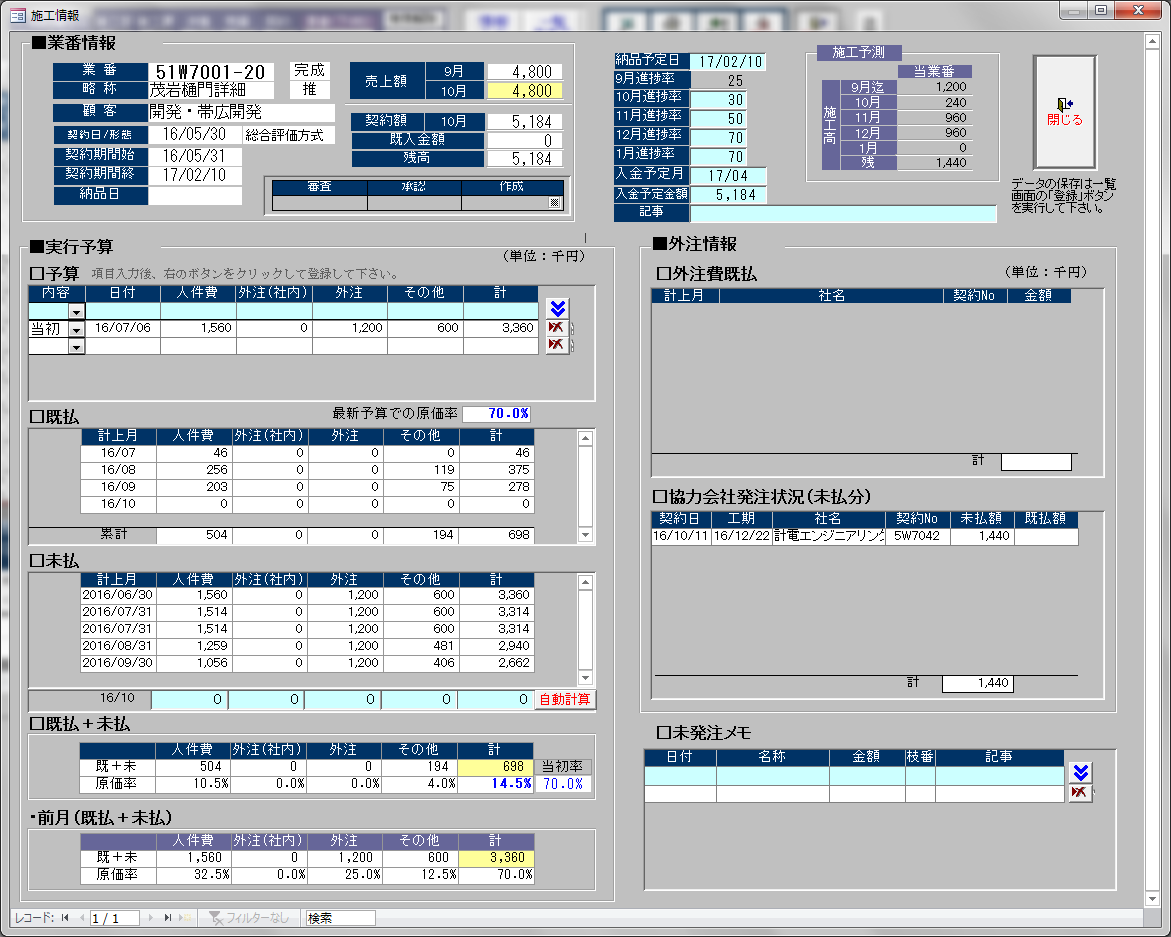 施工情報
■業番情報
業 番 51W7001-20 完成
略 称 茂岩樋門詳細 推
顧 客 開発・帯広開発
契約日/形態 16/05/30 総合評価方式
契約期間始 16/05/31
契約期間終 17/02/10
納品日
売上額 9月 4,800
10月 4,800
契約額 10月 5,184
既入金額 0
残高 5,184
審査 承認 作成
納品予定日 17/02/10
9月進捗率 25
10月進捗率 30
11月進捗率 50
12月進捗率 70
1月進捗率 70
入金予定月 17/04
入金予定金額 5,184
記事
施工予測
当業番
施工高
9月迄 1,200
10月 240
11月 960
12月 960
1月 0
残 1,440
閉じる
データの保存は一覧
画面の「登録」ボタン
を実行して下さい。
■実行予算
(単位：千円)
□予算 項目入力後、右のボタンをクリックして登録して下さい。
内容 日付 人件費 外注(社内) 外注 その他 計
当初 16/07/06 1,560 0 1,200 600 3,360
最新予算での原価率 70.0%
□既払
計上月 人件費 外注(社内) 外注 その他 計
16/07 46 0 0 0 46
16/08 256 0 0 119 375
16/09 203 0 0 75 278
16/10 0 0 0 0 0
累計 504 0 0 194 698
□未払
計上月 人件費 外注(社内) 外注 その他 計
2016/06/30 1,560 0 1,200 600 3,360
2016/07/31 1,514 0 1,200 600 3,314
2016/07/31 1,514 0 1,200 600 3,314
2016/08/31 1,259 0 1,200 481 2,940
2016/09/30 1,056 0 1,200 406 2,662
16/10 0 0 0 0 0 自動計算
□既払＋未払
人件費 外注(社内) 外注 その他 計
既＋未 504 0 0 194 698 当初率
原価率 10.5% 0.0% 0.0% 4.0% 14.5% 70.0%
・前月(既払＋未払)
人件費 外注(社内) 外注 その他 計
既＋未 1,560 0 1,200 600 3,360
原価率 32.5% 0.0% 25.0% 12.5% 70.0%
■外注情報
□外注費既払 (単位：千円)
計上月 社名 契約No 金額
計
□協力会社発注状況(未払分)
契約日 工期 社名 契約No 未払額 既払額
16/10/11 16/12/22 計電エンジニアリング 5W7042 1,440
計 1,440
□未発注メモ
日付 名称 金額 枝番 記事
レコード: 1 / 1 フィルターなし 検索